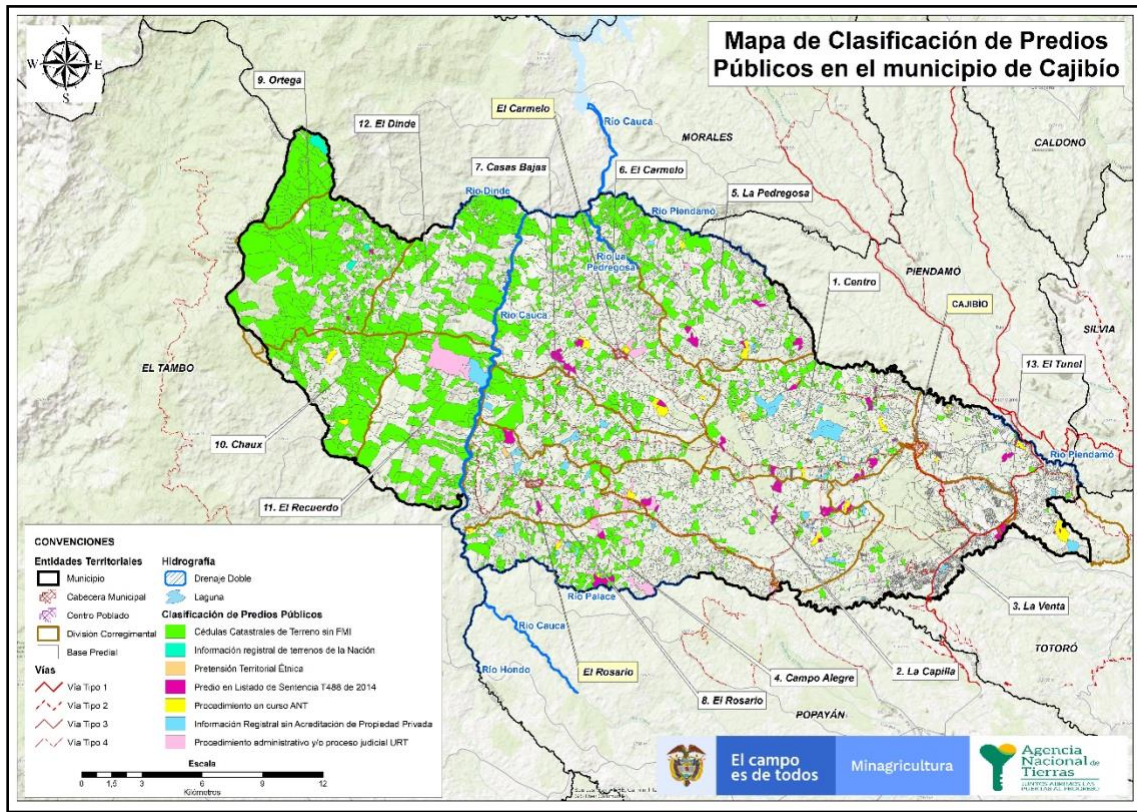 Mapa de Clasificación de Predios
Públicos en el municipio de Cajibío
N
W
E
S
9. Ortega
12. El Dinde
El Carmelo
7. Casas Bajas
6. El Carmelo
5. La Pedregosa
1. Centro
CAJIBÍO
13. El Tunel
MORALES
CALDONO
PIENDAMÓ
SILVIA
EL TAMBO
TOTORÓ
POPAYÁN
Río Cauca
Río Dinde
Río Piendamó
Río La
Pedregosa
Río Cauca
Río Piendamó
10. Chaux
11. El Recuerdo
3. La Venta
2. La Capilla
4. Campo Alegre
8. El Rosario
El Rosario
Río Palace
Río Cauca
Río Hondo
CONVENCIONES
Entidades Territoriales
Municipio
Cabecera Municipal
Centro Poblado
División Corregimental
Base Predial
Vías
Vía Tipo 1
Vía Tipo 2
Vía Tipo 3
Vía Tipo 4
Hidrografía
Drenaje Doble
Laguna
Clasificación de Predios Públicos
Cédulas Catastrales de Terreno sin FMI
Información registral de terrenos de la Nación
Pretensión Territorial Étnica
Predio en Listado de Sentencia T488 de 2014
Procedimiento en curso ANT
Información Registral sin Acreditación de Propiedad Privada
Procedimiento administrativo y/o proceso judicial URT
Escala
0 1,5 3 6 9 12
Kilómetros
El campo
es de todos
Minagricultura
Agencia
Nacional de
Tierras
JUNTOS ABRIMOS LAS
PUERTAS AL PROGRESO